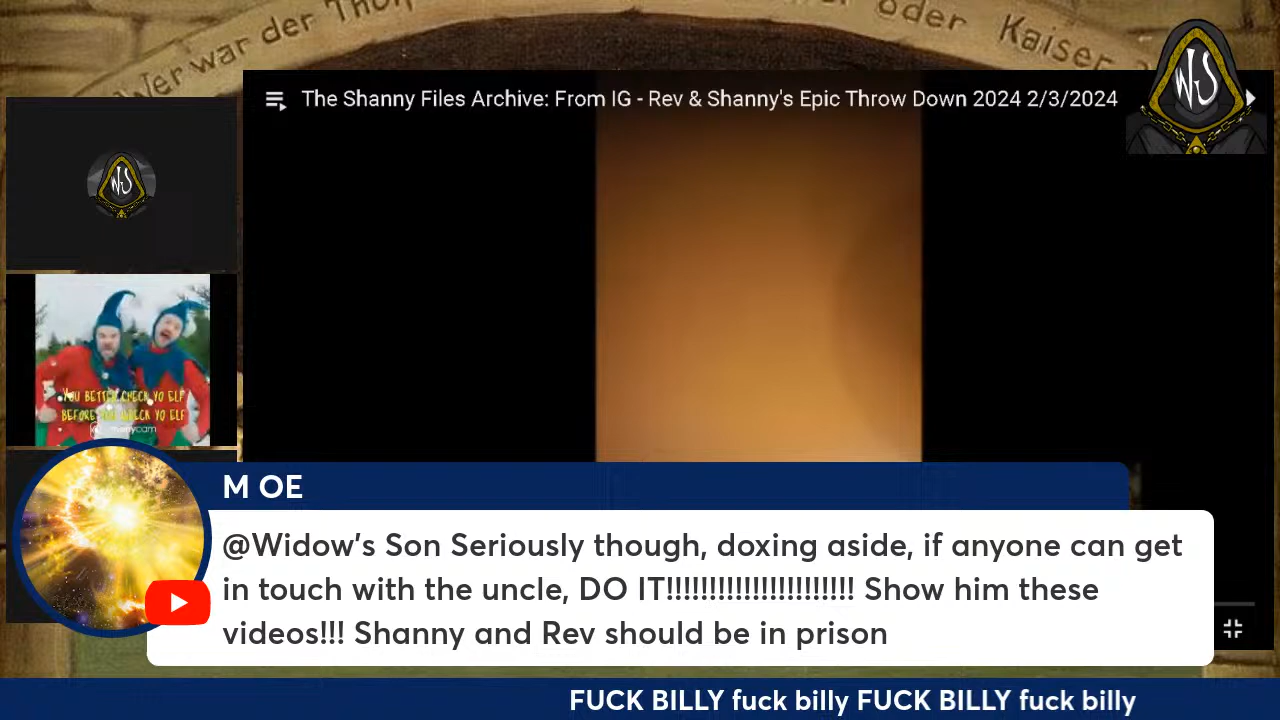 Wer war der Thor
oder Kaiser
The Shanny Files Archive: From IG - Rev & Shanny's Epic Throw Down 2024 2/3/2024
WS
WS
YOU BETTER CHECK YO ELF
BEFORE YOU WRECK YO ELF
manycam
M OE
@Widow's Son Seriously though, doxing aside, if anyone can get
in touch with the uncle, DO IT!!!!!!!!!!!!!!!!!!!!!!! Show him these
videos!!! Shanny and Rev should be in prison
FUCK BILLY fuck billy FUCK BILLY fuck billy